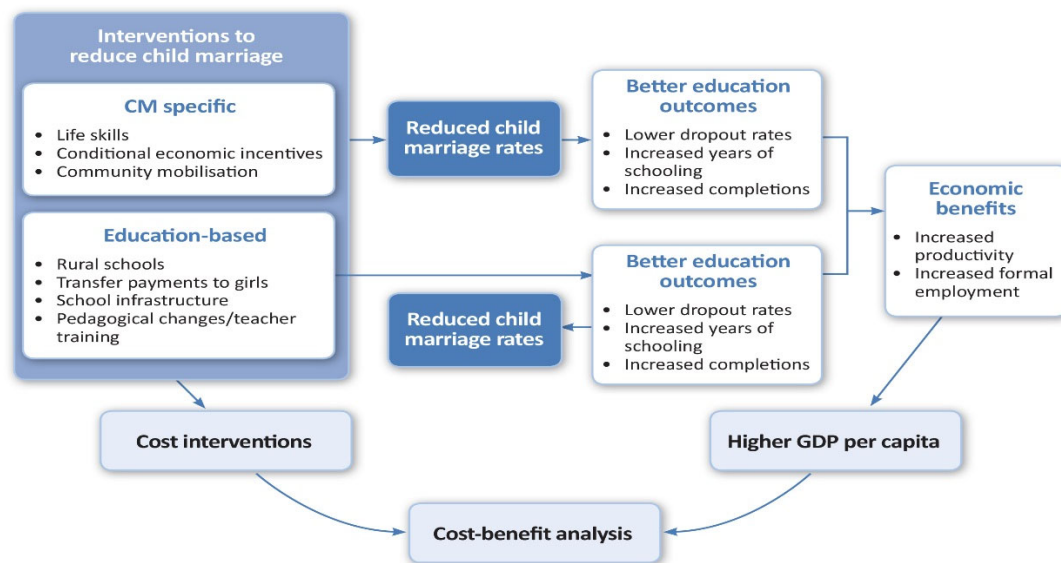 Interventions to
reduce child marriage
CM specific
• Life skills
• Conditional economic incentives
• Community mobilisation
Education-based
• Rural schools
• Transfer payments to girls
• School infrastructure
• Pedagogical changes/teacher
training
Reduced child
marriage rates
Better education
outcomes
• Lower dropout rates
• Increased years of
schooling
• Increased completions
Reduced child
marriage rates
Better education
outcomes
• Lower dropout rates
• Increased years of
schooling
• Increased completions
Economic
benefits
• Increased
productivity
• Increased formal
employment
Cost interventions
Higher GDP per capita
Cost-benefit analysis